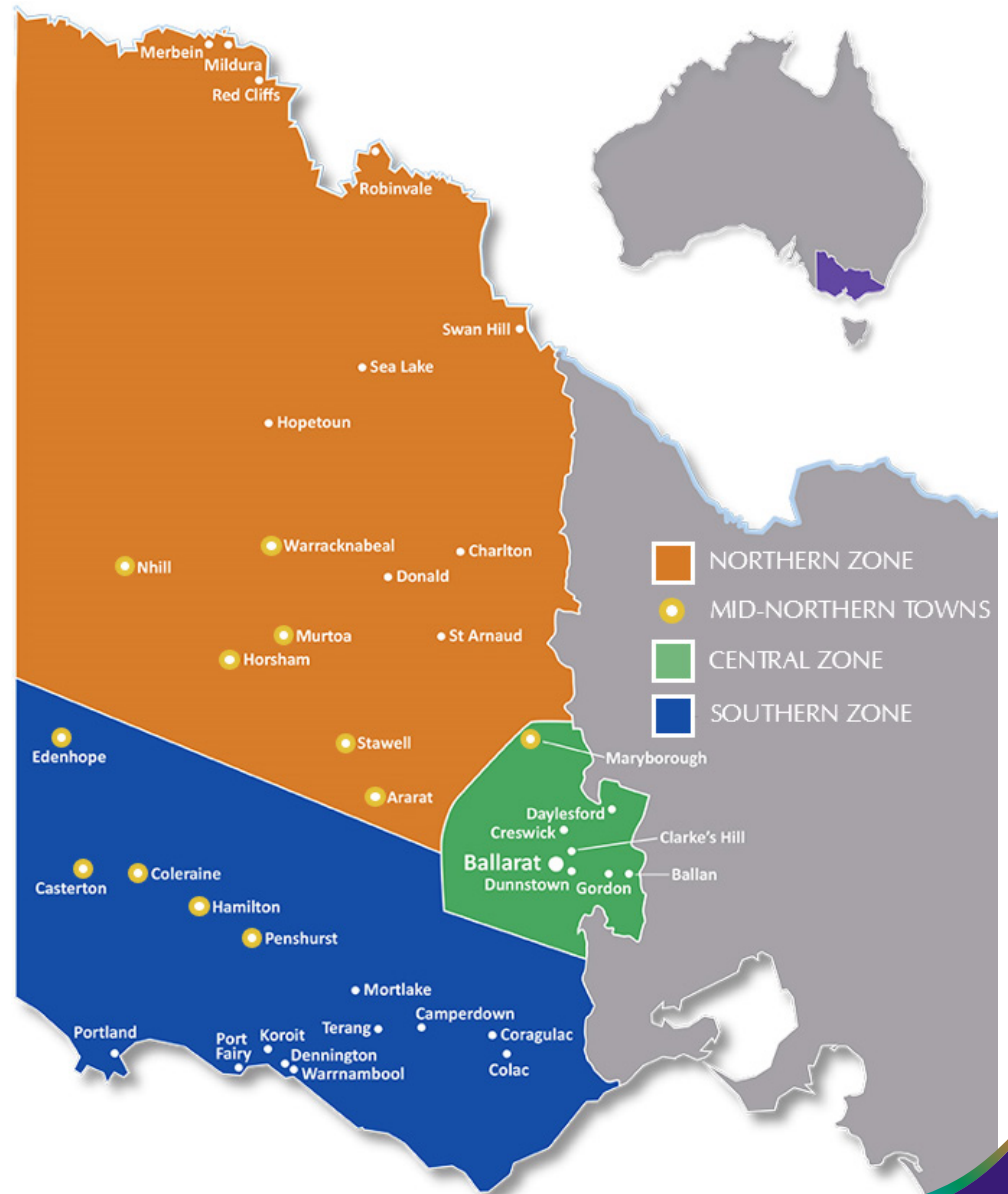 Merbein
Mildura
Red Cliffs
Robinvale
Swan Hill
Sea Lake
Hopetoun
Warracknabeal
Charlton
Nhill
Donald
Murtoa
St Arnaud
Horsham
NORTHERN ZONE
MID-NORTHERN TOWNS
CENTRAL ZONE
SOUTHERN ZONE
Edenhope
Stawell
Maryborough
Ararat
Daylesford
Creswick
Clarke's Hill
Ballarat
Dunnstown
Gordon
Ballan
Casterton
Coleraine
Hamilton
Penshurst
Mortlake
Camperdown
Terang
Coragulac
Colac
Portland
Port
Fairy
Koroit
Dennington
Warrnambool